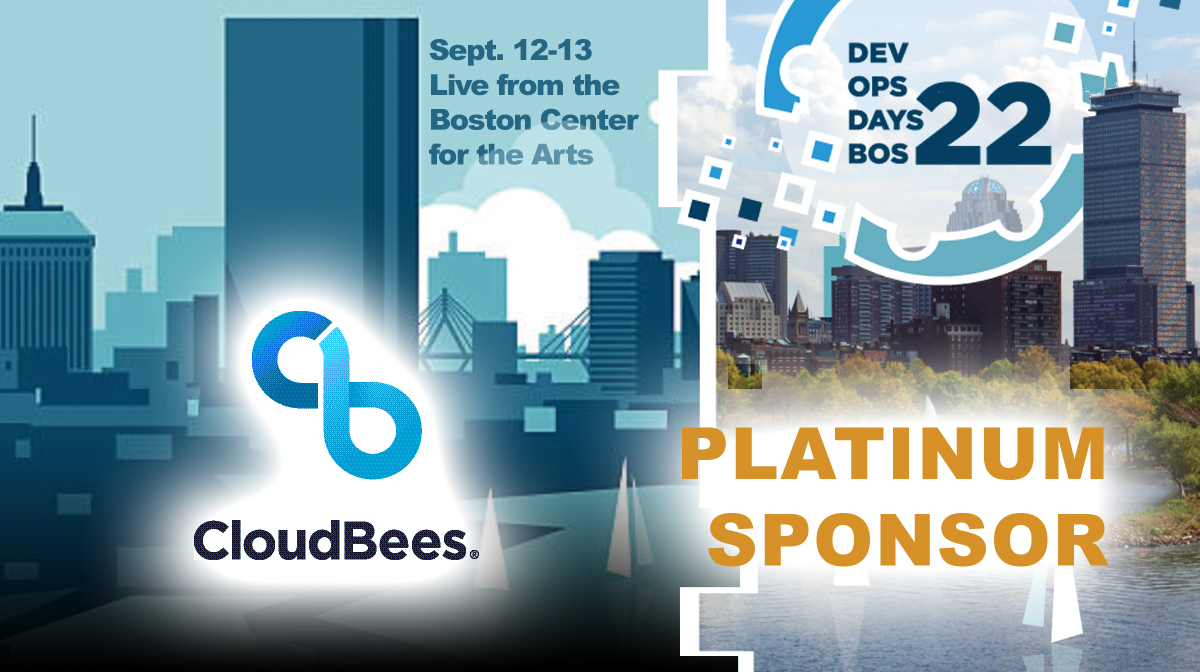 Sept. 12-13
Live from the
Boston Center
for the Arts
DEV
OPS
DAYS
BOS
22
CloudBees®
PLATINUM
SPONSOR